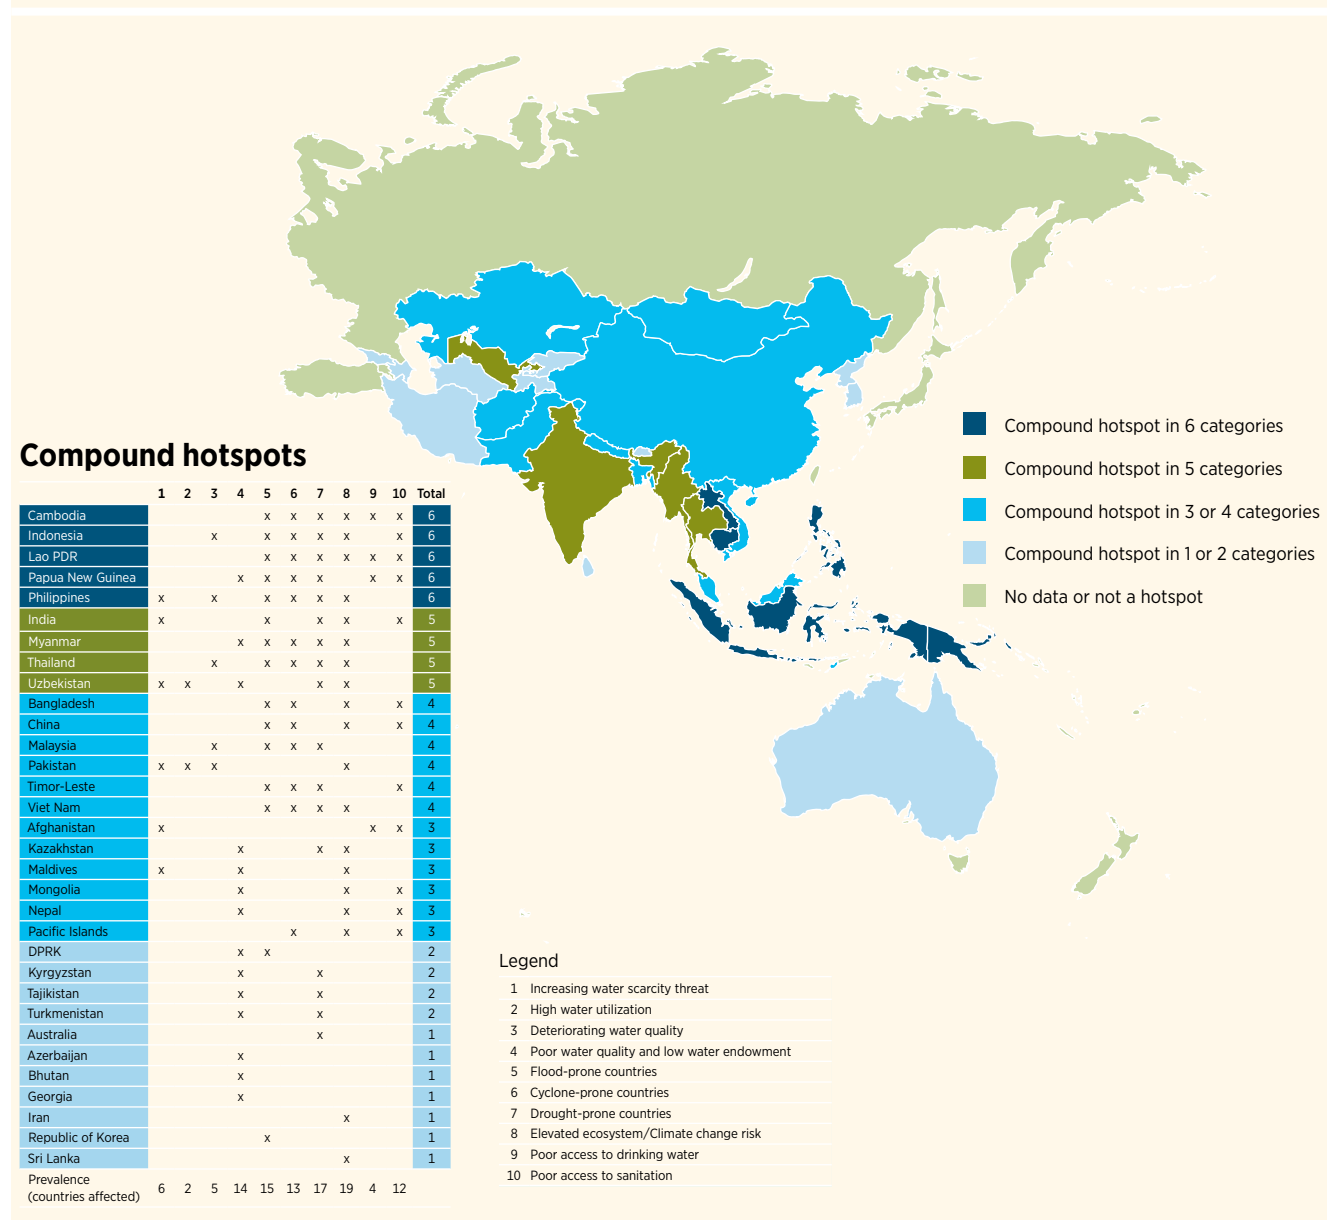 Compound hotspots
1 2 3 4 5 6 7 8 9 10 Total
Cambodia x x x x x x 6
Indonesia x x x x x x 6
Lao PDR x x x x x x 6
Papua New Guinea x x x x x x 6
Philippines x x x x x x 6
India x x x x x 5
Myanmar x x x x x 5
Thailand x x x x x 5
Uzbekistan x x x x x 5
Bangladesh x x x x 4
China x x x x 4
Malaysia x x x x 4
Pakistan x x x x 4
Timor-Leste x x x x 4
Viet Nam x x x x 4
Afghanistan x x x 3
Kazakhstan x x x 3
Maldives x x x 3
Mongolia x x x 3
Nepal x x x 3
Pacific Islands x x x 3
DPRK x x 2
Kyrgyzstan x x 2
Tajikistan x x 2
Turkmenistan x x 2
Australia x 1
Azerbaijan x 1
Bhutan x 1
Georgia x 1
Iran x 1
Republic of Korea x 1
Sri Lanka x 1
Prevalence
(countries affected) 6 2 5 14 15 13 17 19 4 12
Compound hotspot in 6 categories
Compound hotspot in 5 categories
Compound hotspot in 3 or 4 categories
Compound hotspot in 1 or 2 categories
No data or not a hotspot
Legend
1 Increasing water scarcity threat
2 High water utilization
3 Deteriorating water quality
4 Poor water quality and low water endowment
5 Flood-prone countries
6 Cyclone-prone countries
7 Drought-prone countries
8 Elevated ecosystem/Climate change risk
9 Poor access to drinking water
10 Poor access to sanitation